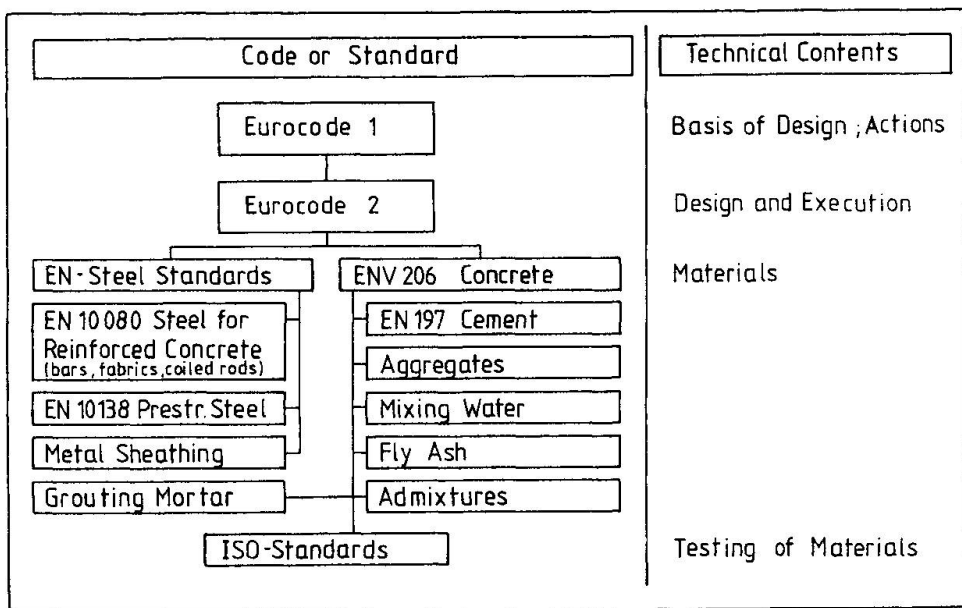 Code or Standard
Technical Contents
Eurocode 1
Basis of Design ; Actions
Eurocode 2
Design and Execution
EN-Steel Standards
ENV 206 Concrete
Materials
EN 10080 Steel for
Reinforced Concrete
(bars, fabrics, coiled rods)
EN 197 Cement
Aggregates
EN 10138 Prestr. Steel
Mixing Water
Metal Sheathing
Fly Ash
Grouting Mortar
Admixtures
ISO-Standards
Testing of Materials